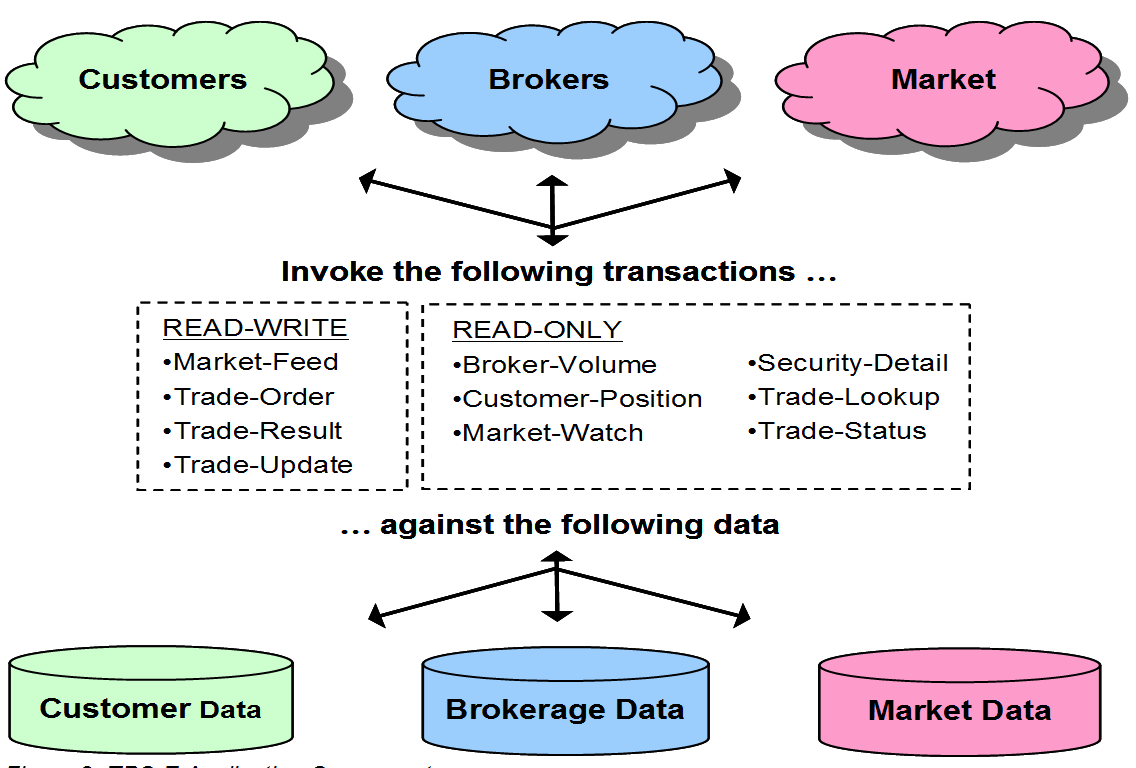 Customers
Brokers
Market
Invoke the following transactions ...
READ-WRITE
•Market-Feed
•Trade-Order
•Trade-Result
•Trade-Update
READ-ONLY
•Broker-Volume
•Customer-Position
•Market-Watch
•Security-Detail
•Trade-Lookup
•Trade-Status
... against the following data
Customer Data
Brokerage Data
Market Data